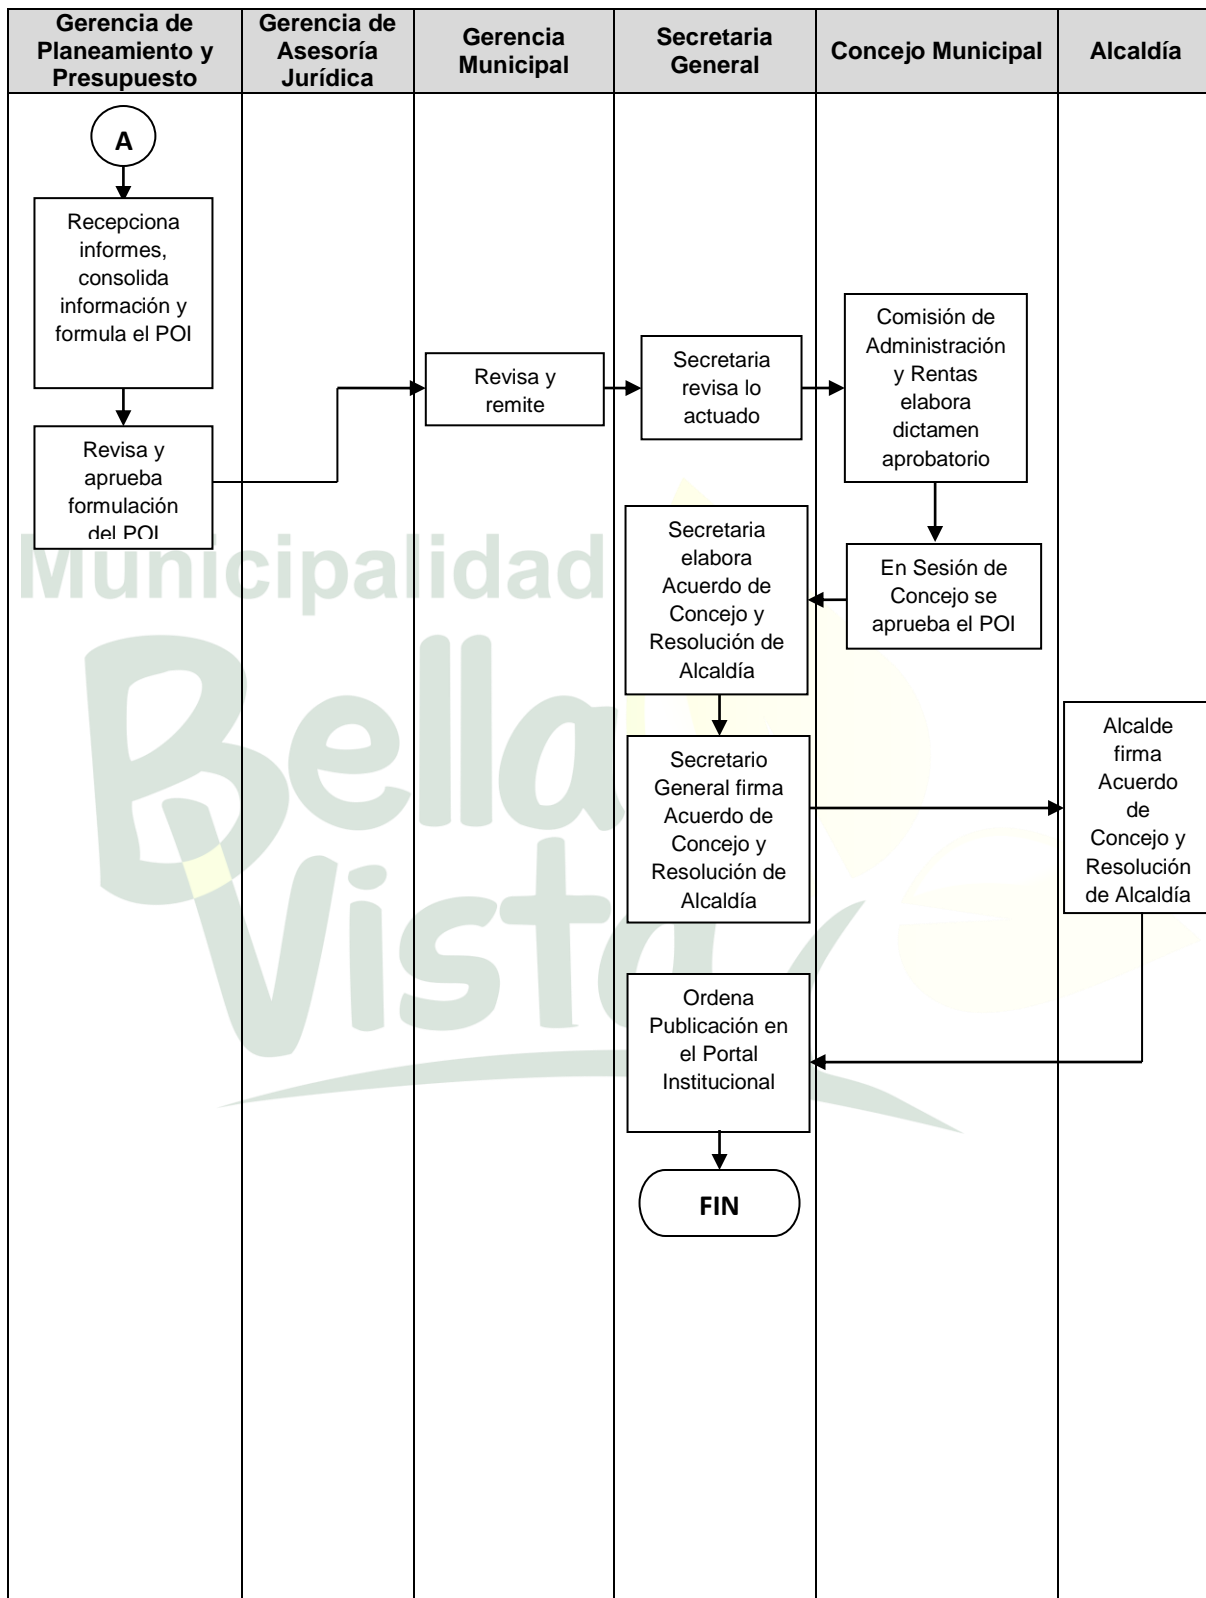 Gerencia de
Planeamiento y
Presupuesto
Gerencia de
Asesoría
Jurídica
Gerencia
Municipal
Secretaria
General
Concejo Municipal
Alcaldía
A
Recepciona
informes,
consolida
información y
formula el POI
Revisa y
aprueba
formulación
del POI
Revisa y
remite
Secretaria
revisa lo
actuado
Comisión de
Administración
y Rentas
elabora
dictamen
aprobatorio
En Sesión de
Concejo se
aprueba el POI
Secretaria
elabora
Acuerdo de
Concejo y
Resolución de
Alcaldía
Secretario
General firma
Acuerdo de
Concejo y
Resolución de
Alcaldía
Alcalde
firma
Acuerdo
de
Concejo y
Resolución
de Alcaldía
Ordena
Publicación en
el Portal
Institucional
FIN
Municipalidad
Bella
Vista